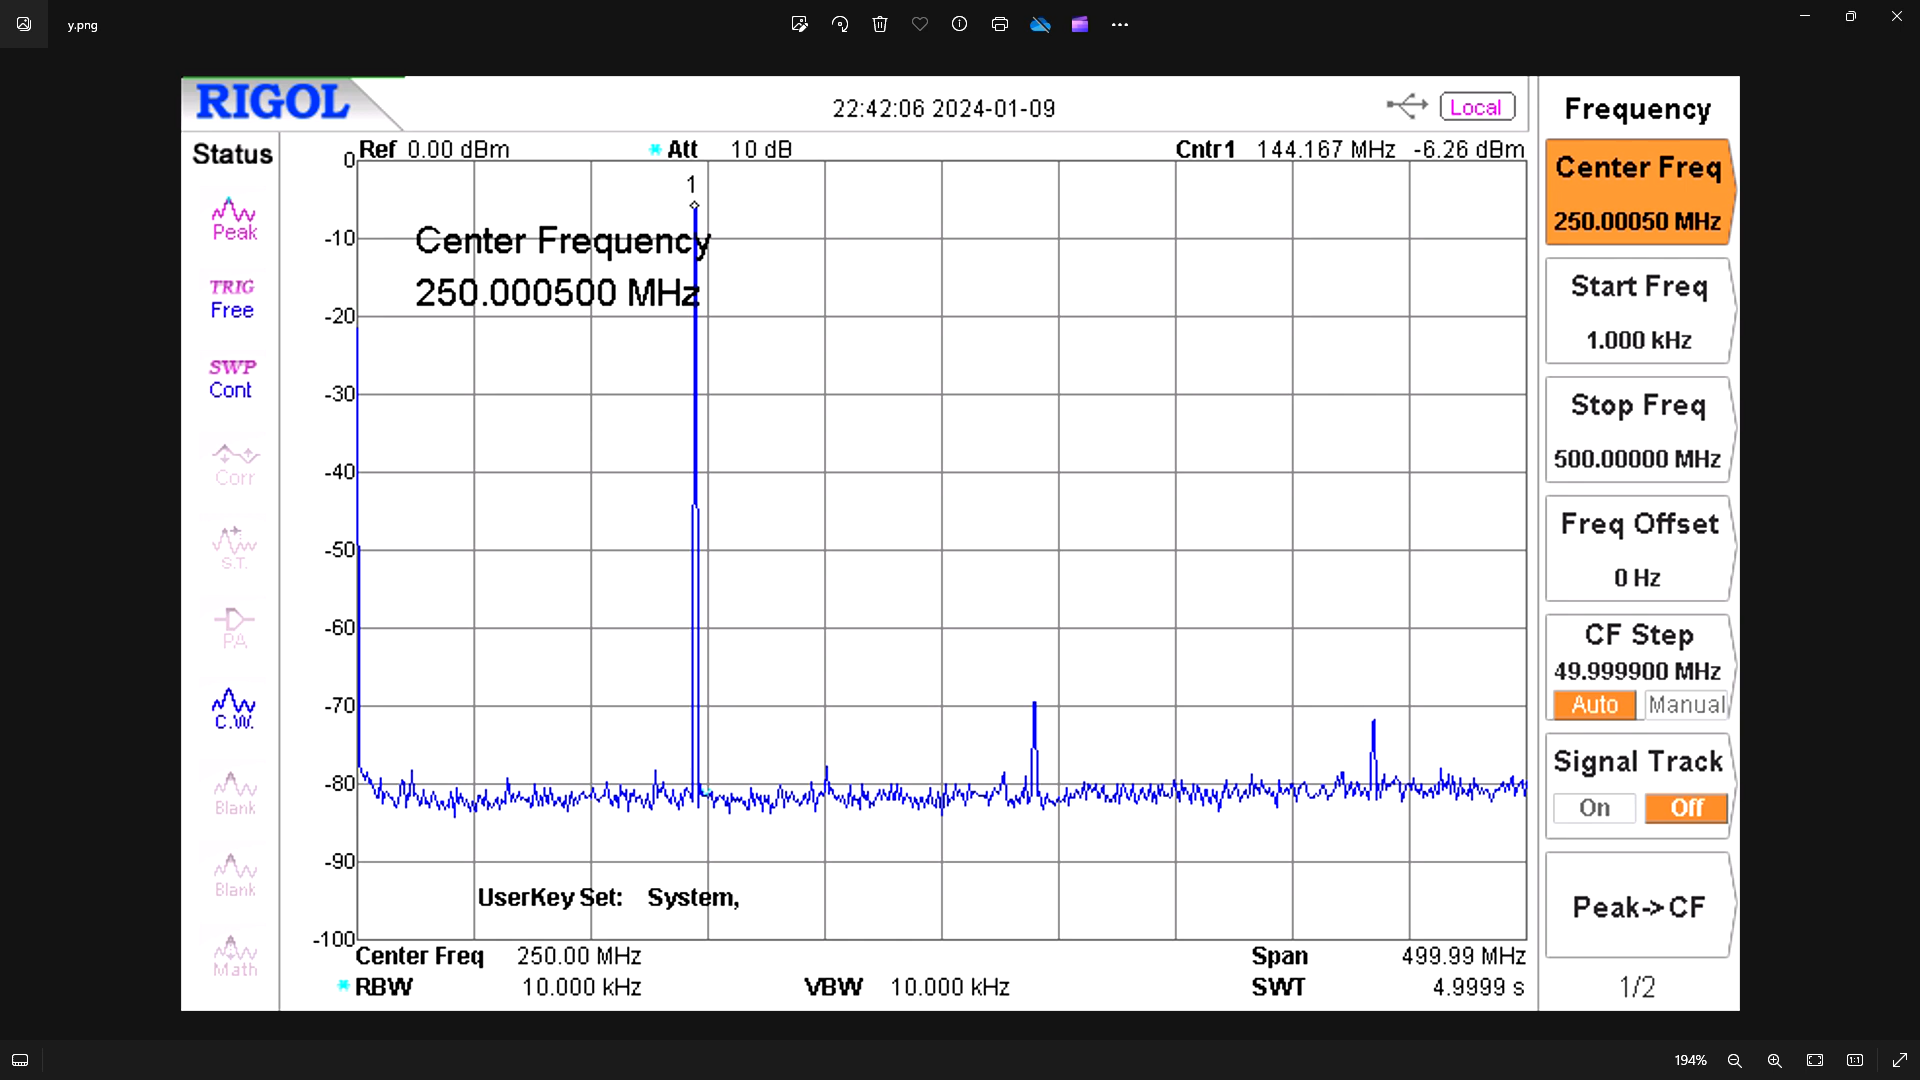 y.png
RIGOL
22:42:06 2024-01-09
Local
Status
Peak
TRIG
Free
SWP
Cont
Corr
S.T.
PA
C.W.
Blank
Blank
Math
Ref 0.00 dBm
* Att 10 dB
Cntr1 144.167 MHz -6.26 dBm
1
Center Frequency
250.000500 MHz
0
-10
-20
-30
-40
-50
-60
-70
-80
-90
-100
UserKey Set: System,
Center Freq 250.00 MHz
Span 499.99 MHz
* RBW 10.000 kHz
VBW 10.000 kHz
SWT 4.9999 s
Frequency
Center Freq
250.00050 MHz
Start Freq
1.000 kHz
Stop Freq
500.00000 MHz
Freq Offset
0 Hz
CF Step
49.999900 MHz
Auto Manual
Signal Track
On Off
Peak->CF
1/2
194%
1:1